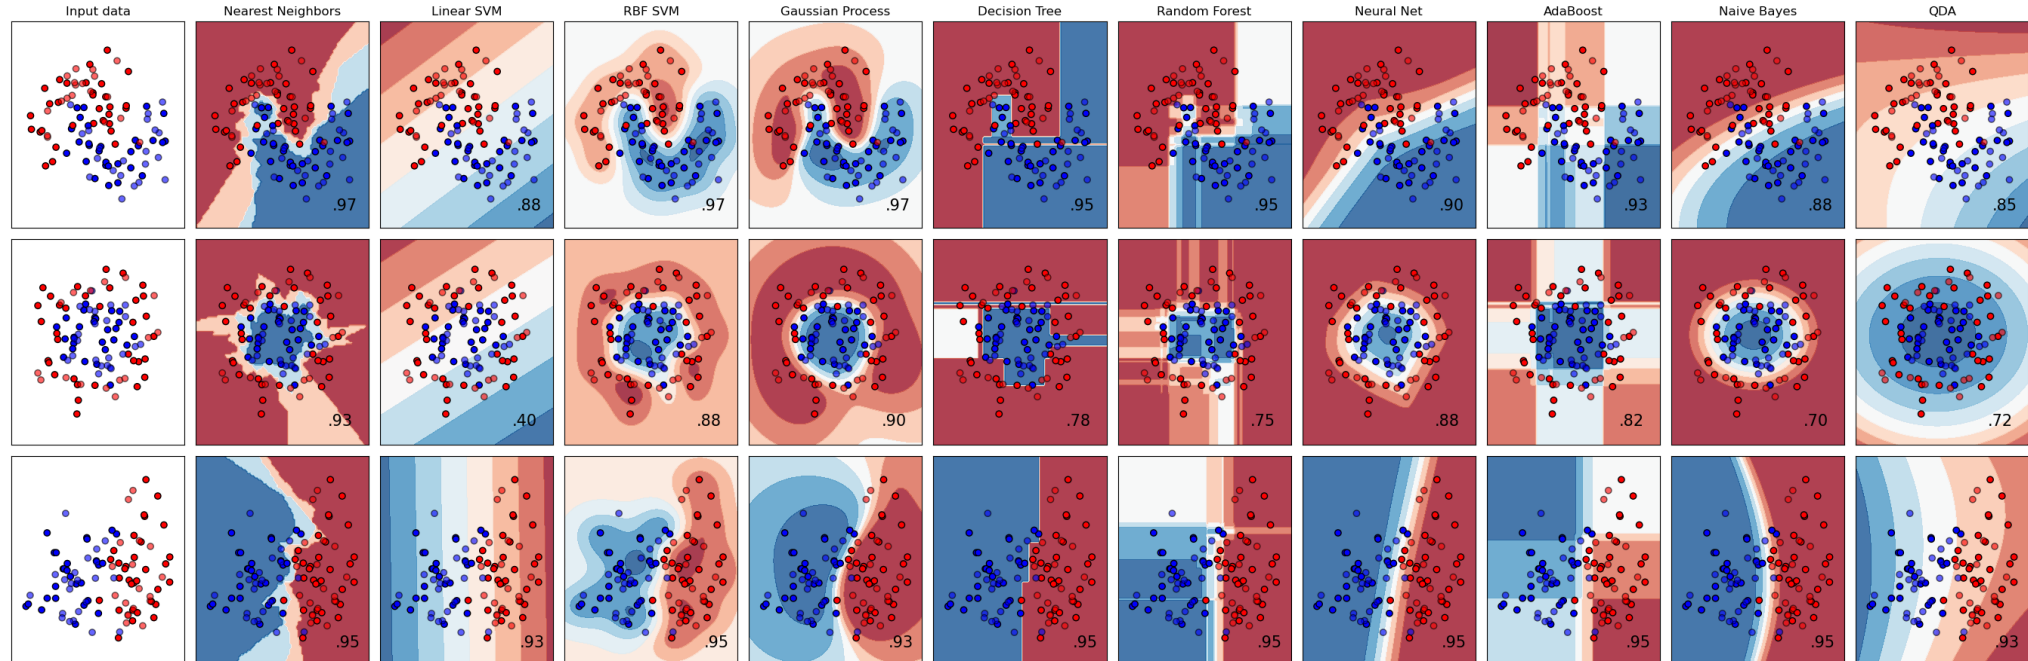 Input data
Nearest Neighbors
Linear SVM
RBF SVM
Gaussian Process
Decision Tree
Random Forest
Neural Net
AdaBoost
Naive Bayes
QDA
.97
.88
.97
.97
.95
.95
.90
.93
.88
.85
.93
.40
.88
.90
.78
.75
.88
.82
.70
.72
.95
.93
.95
.93
.95
.95
.95
.95
.95
.93